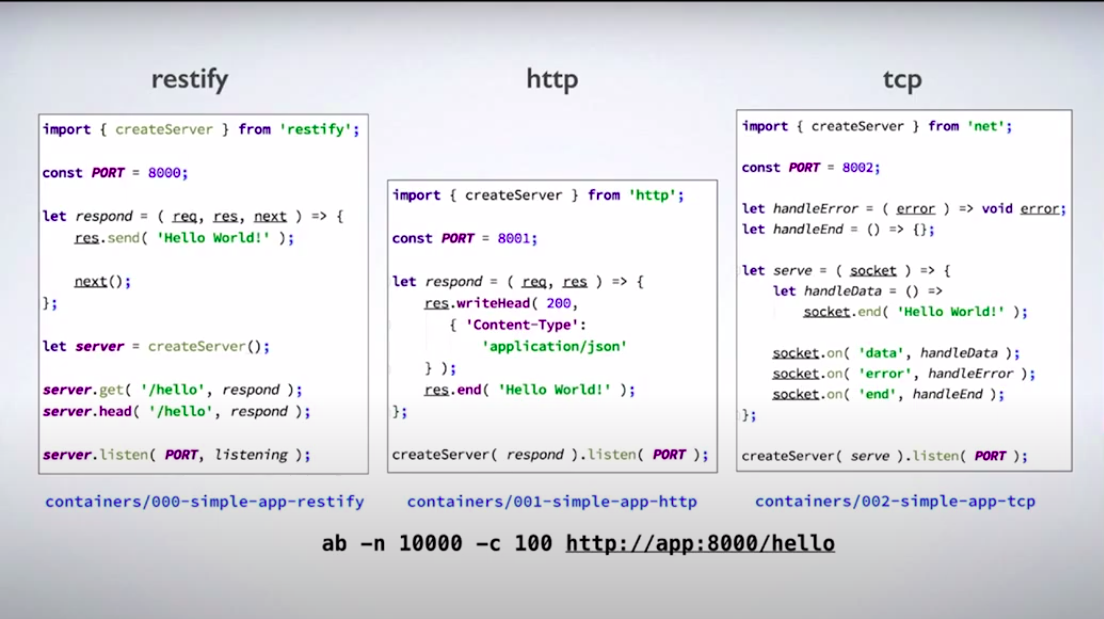 restify
import { createServer } from 'restify';
const PORT = 8000;
let respond = ( req, res, next ) => {
res.send( 'Hello World!' );
next();
};
let server = createServer();
server.get( '/hello', respond );
server.head( '/hello', respond );
server.listen( PORT, listening );
containers/000-simple-app-restify
http
import { createServer } from 'http';
const PORT = 8001;
let respond = ( req, res ) => {
res.writeHead( 200,
{ 'Content-Type':
'application/json'
} );
res.end( 'Hello World!' );
};
createServer( respond ).listen( PORT );
containers/001-simple-app-http
tcp
import { createServer } from 'net';
const PORT = 8002;
let handleError = ( error ) => void error;
let handleEnd = () => {};
let serve = ( socket ) => {
let handleData = () =>
socket.end( 'Hello World!' );
socket.on( 'data', handleData );
socket.on( 'error', handleError );
socket.on( 'end', handleEnd );
};
createServer( serve ).listen( PORT );
containers/002-simple-app-tcp
ab -n 10000 -c 100 http://app:8000/hello